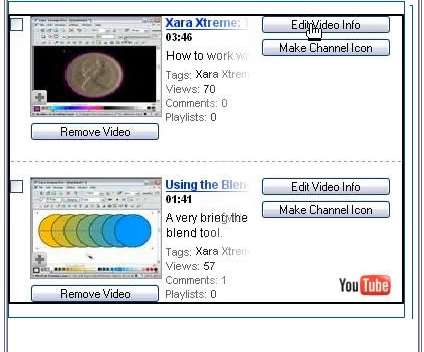 Xara Xtreme:
03:46
How to work
Tags: Xara Xtrem
Views: 70
Comments: 0
Playlists: 0
Remove Video
Edit Video Info
Make Channel Icon
Using the Blen
01:41
A very brief the
blend tool.
Tags: Xara Xtrem
Views: 57
Comments: 1
Playlists: 0
Remove Video
Edit Video Info
Make Channel Icon
YouTube